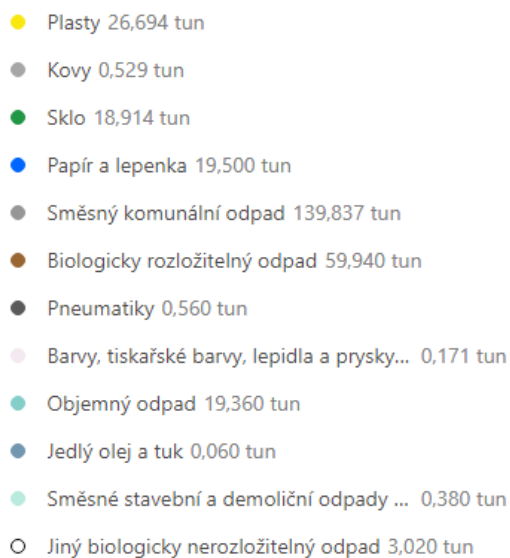 Plasty 26,694 tun
Kovy 0,529 tun
Sklo 18,914 tun
Papír a lepenka 19,500 tun
Směsný komunální odpad 139,837 tun
Biologicky rozložitelný odpad 59,940 tun
Pneumatiky 0,560 tun
Barvy, tiskařské barvy, lepidla a prysky... 0,171 tun
Objemný odpad 19,360 tun
Jedlý olej a tuk 0,060 tun
Směsné stavební a demoliční odpady ... 0,380 tun
Jiný biologicky nerozložitelný odpad 3,020 tun